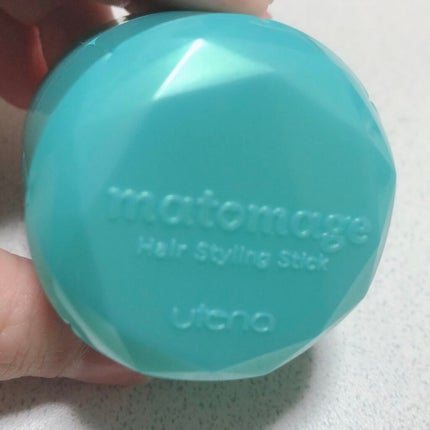 matomage
Hair Styling Stick
utena